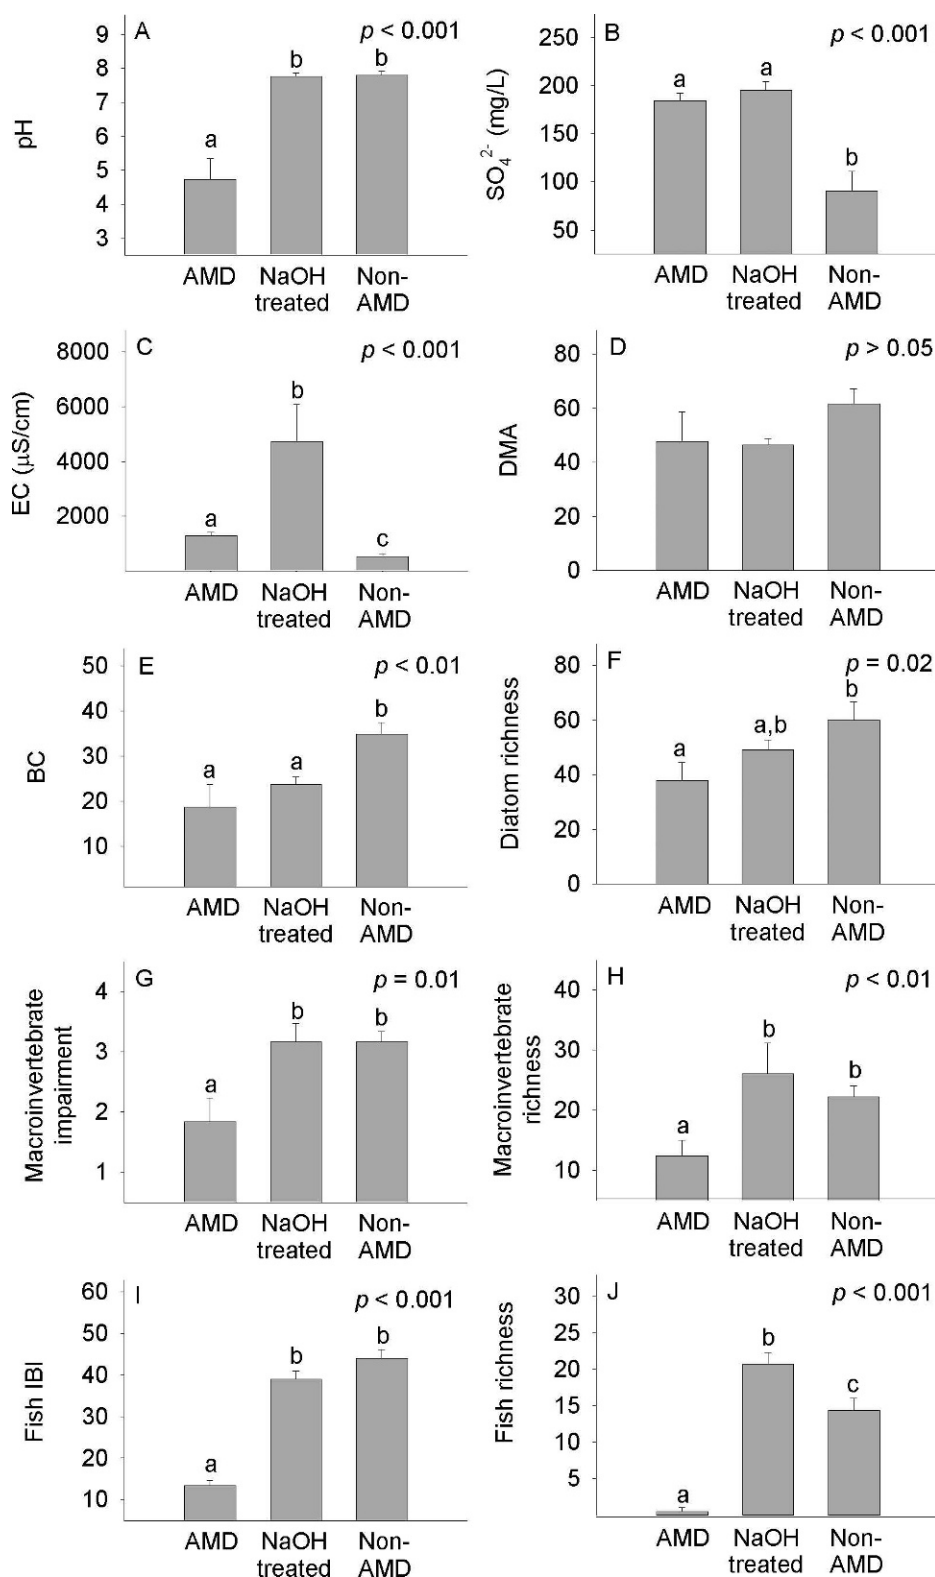 A
p < 0.001
pH
9
8
7
6
5
4
3
a
b
b
AMD
NaOH
treated
Non-
AMD
B
p < 0.001
SO₄²⁻ (mg/L)
250
200
150
100
50
a
a
b
AMD
NaOH
treated
Non-
AMD
C
p < 0.001
EC (μS/cm)
8000
6000
4000
2000
a
b
c
AMD
NaOH
treated
Non-
AMD
D
p > 0.05
DMA
80
60
40
20
0
AMD
NaOH
treated
Non-
AMD
E
p < 0.01
BC
50
40
30
20
10
a
a
b
AMD
NaOH
treated
Non-
AMD
F
p = 0.02
Diatom richness
80
60
40
20
0
a
a,b
b
AMD
NaOH
treated
Non-
AMD
G
p = 0.01
Macroinvertebrate
impairment
4
3
2
1
a
b
b
AMD
NaOH
treated
Non-
AMD
H
p < 0.01
Macroinvertebrate
richness
40
30
20
10
a
b
b
AMD
NaOH
treated
Non-
AMD
I
p < 0.001
Fish IBI
60
50
40
30
20
10
a
b
b
AMD
NaOH
treated
Non-
AMD
J
p < 0.001
Fish richness
30
25
20
15
10
5
a
b
c
AMD
NaOH
treated
Non-
AMD